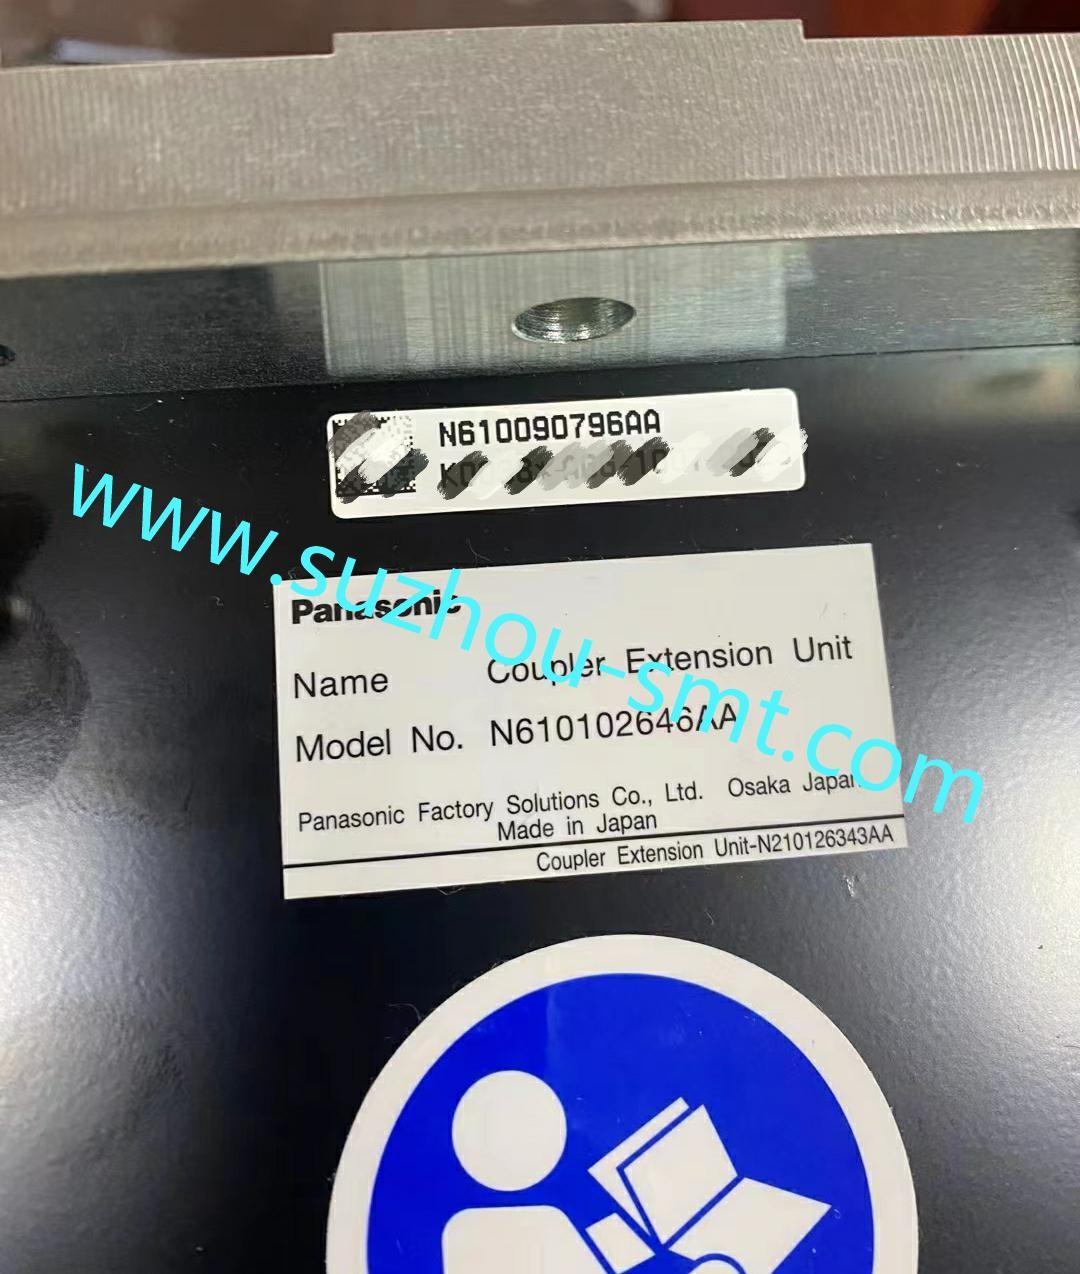 N610090796AA
www.suzhou-smt.com
Panasonic
Name Coupler Extension Unit
Model No. N610102646AA
Panasonic Factory Solutions Co., Ltd. Osaka Japan
Made in Japan
Coupler Extension Unit-N210126343AA